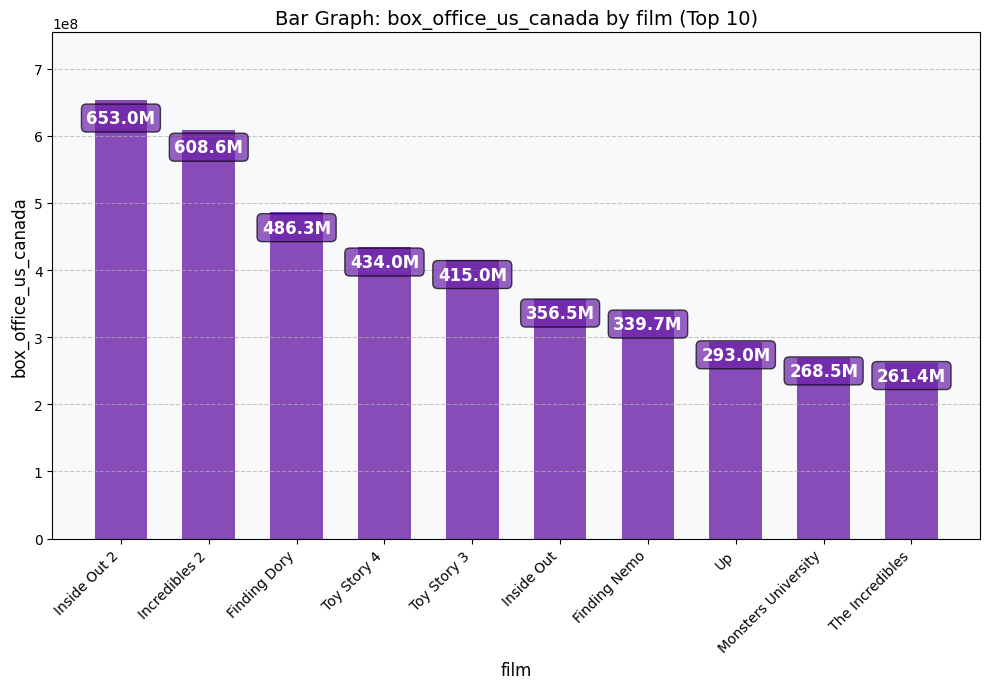 Bar Graph: box_office_us_canada by film (Top 10)
1e8
7
6
5
4
3
2
1
0
box_office_us_canada
653.0M
608.6M
486.3M
434.0M
415.0M
356.5M
339.7M
293.0M
268.5M
261.4M
Inside Out 2
Incredibles 2
Finding Dory
Toy Story 4
Toy Story 3
Inside Out
Finding Nemo
Up
Monsters University
The Incredibles
film